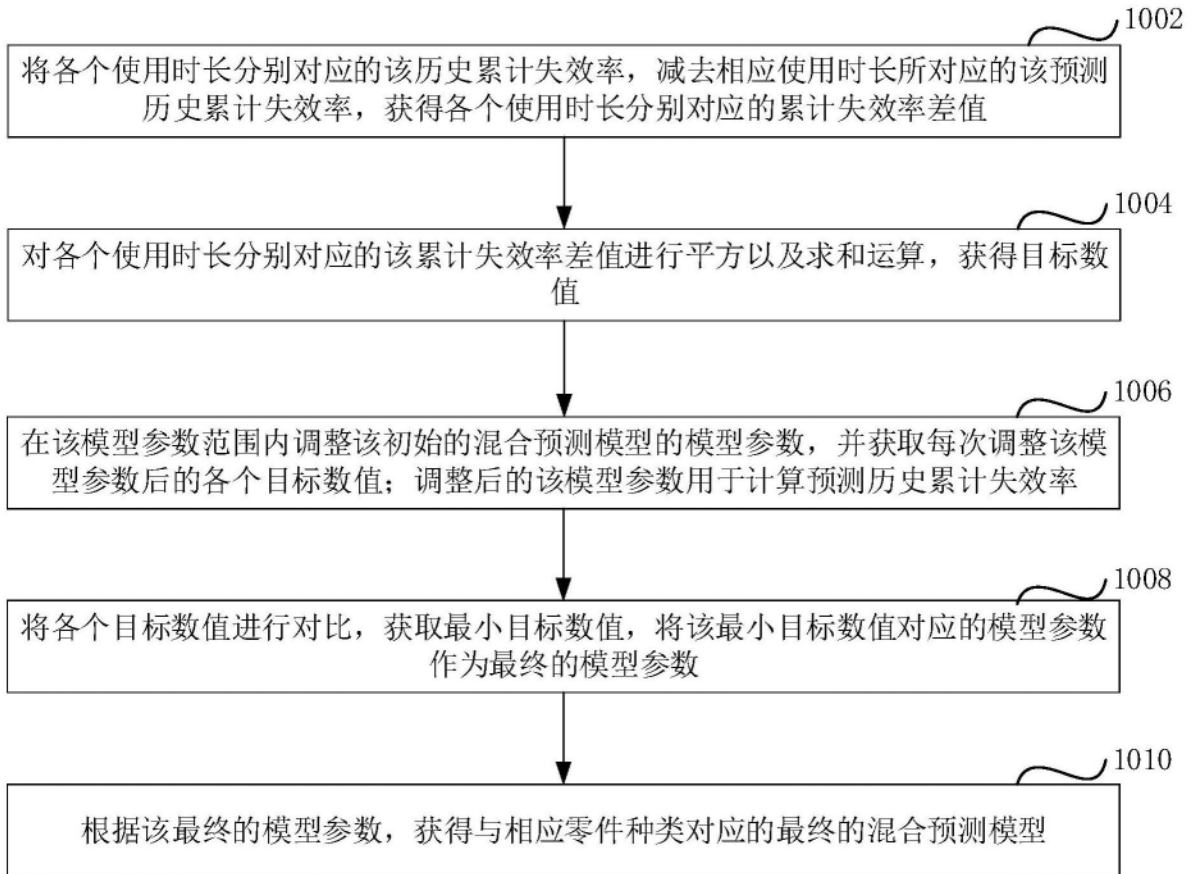 1002
将各个使用时长分别对应的该历史累计失效率，减去相应使用时长所对应的该预测
历史累计失效率，获得各个使用时长分别对应的累计失效率差值
1004
对各个使用时长分别对应的该累计失效率差值进行平方以及求和运算，获得目标数
值
1006
在该模型参数范围内调整该初始的混合预测模型的模型参数，并获取每次调整该模
型参数后的各个目标数值；调整后的该模型参数用于计算预测历史累计失效率
1008
将各个目标数值进行对比，获取最小目标数值，将该最小目标数值对应的模型参数
作为最终的模型参数
1010
根据该最终的模型参数，获得与相应零件种类对应的最终的混合预测模型